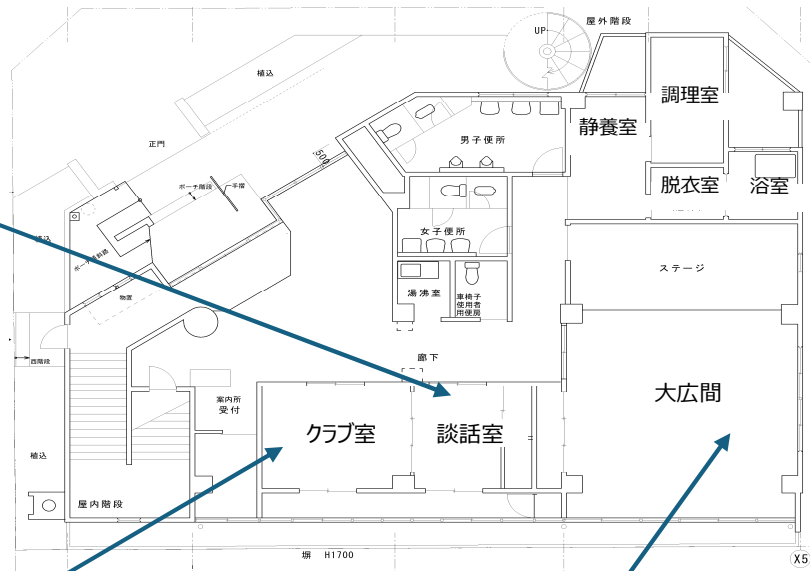 屋外階段
UP
植込
調理室
静養室
男子便所
正門
500
ポーチ階段
手摺
脱衣室
浴室
女子便所
植込
ステージ
物置
湯沸室
車椅子
使用者
用便房
西階段
廊下
大広間
案内所
受付
クラブ室
談話室
植込
屋内階段
塀 H1700
X5